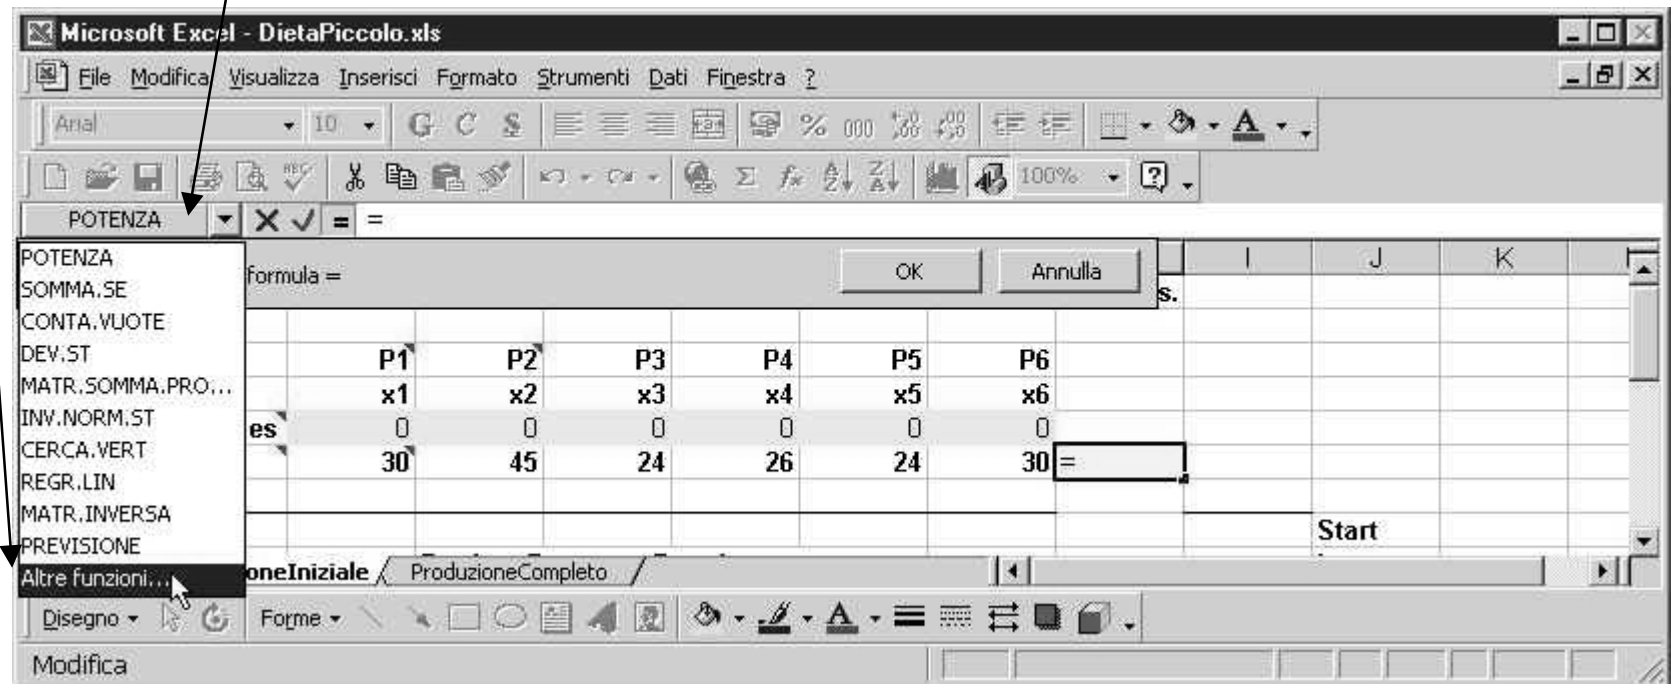 Microsoft Excel - DietaPiccolo.xls
File Modifica Visualizza Inserisci Formato Strumenti Dati Finestra ?
Arial 10 G C S % 000 A
ABC Σ fx A Z Z A 100% ?
POTENZA = =
POTENZA
formula = OK Annulla I J K
SOMMA.SE s.
CONTA.VUOTE
DEV.ST P1 P2 P3 P4 P5 P6
MATR.SOMMA.PRO... x1 x2 x3 x4 x5 x6
INV.NORM.ST es 0 0 0 0 0 0
CERCA.VERT 30 45 24 26 24 30 =
REGR.LIN
MATR.INVERSA Start
PREVISIONE
Altre funzioni... oneIniziale ProduzioneCompleto
Disegno Forme A
Modifica